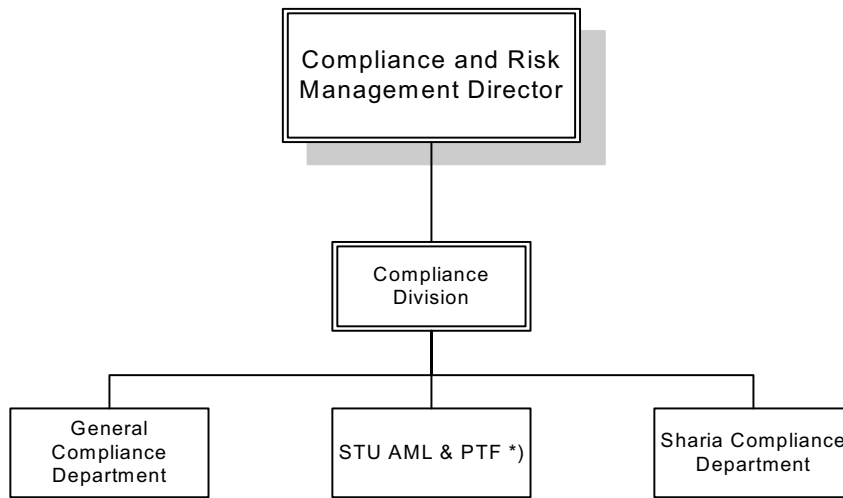 Compliance and Risk
Management Director
Compliance
Division
General
Compliance
Department
STU AML & PTF *)
Sharia Compliance
Department